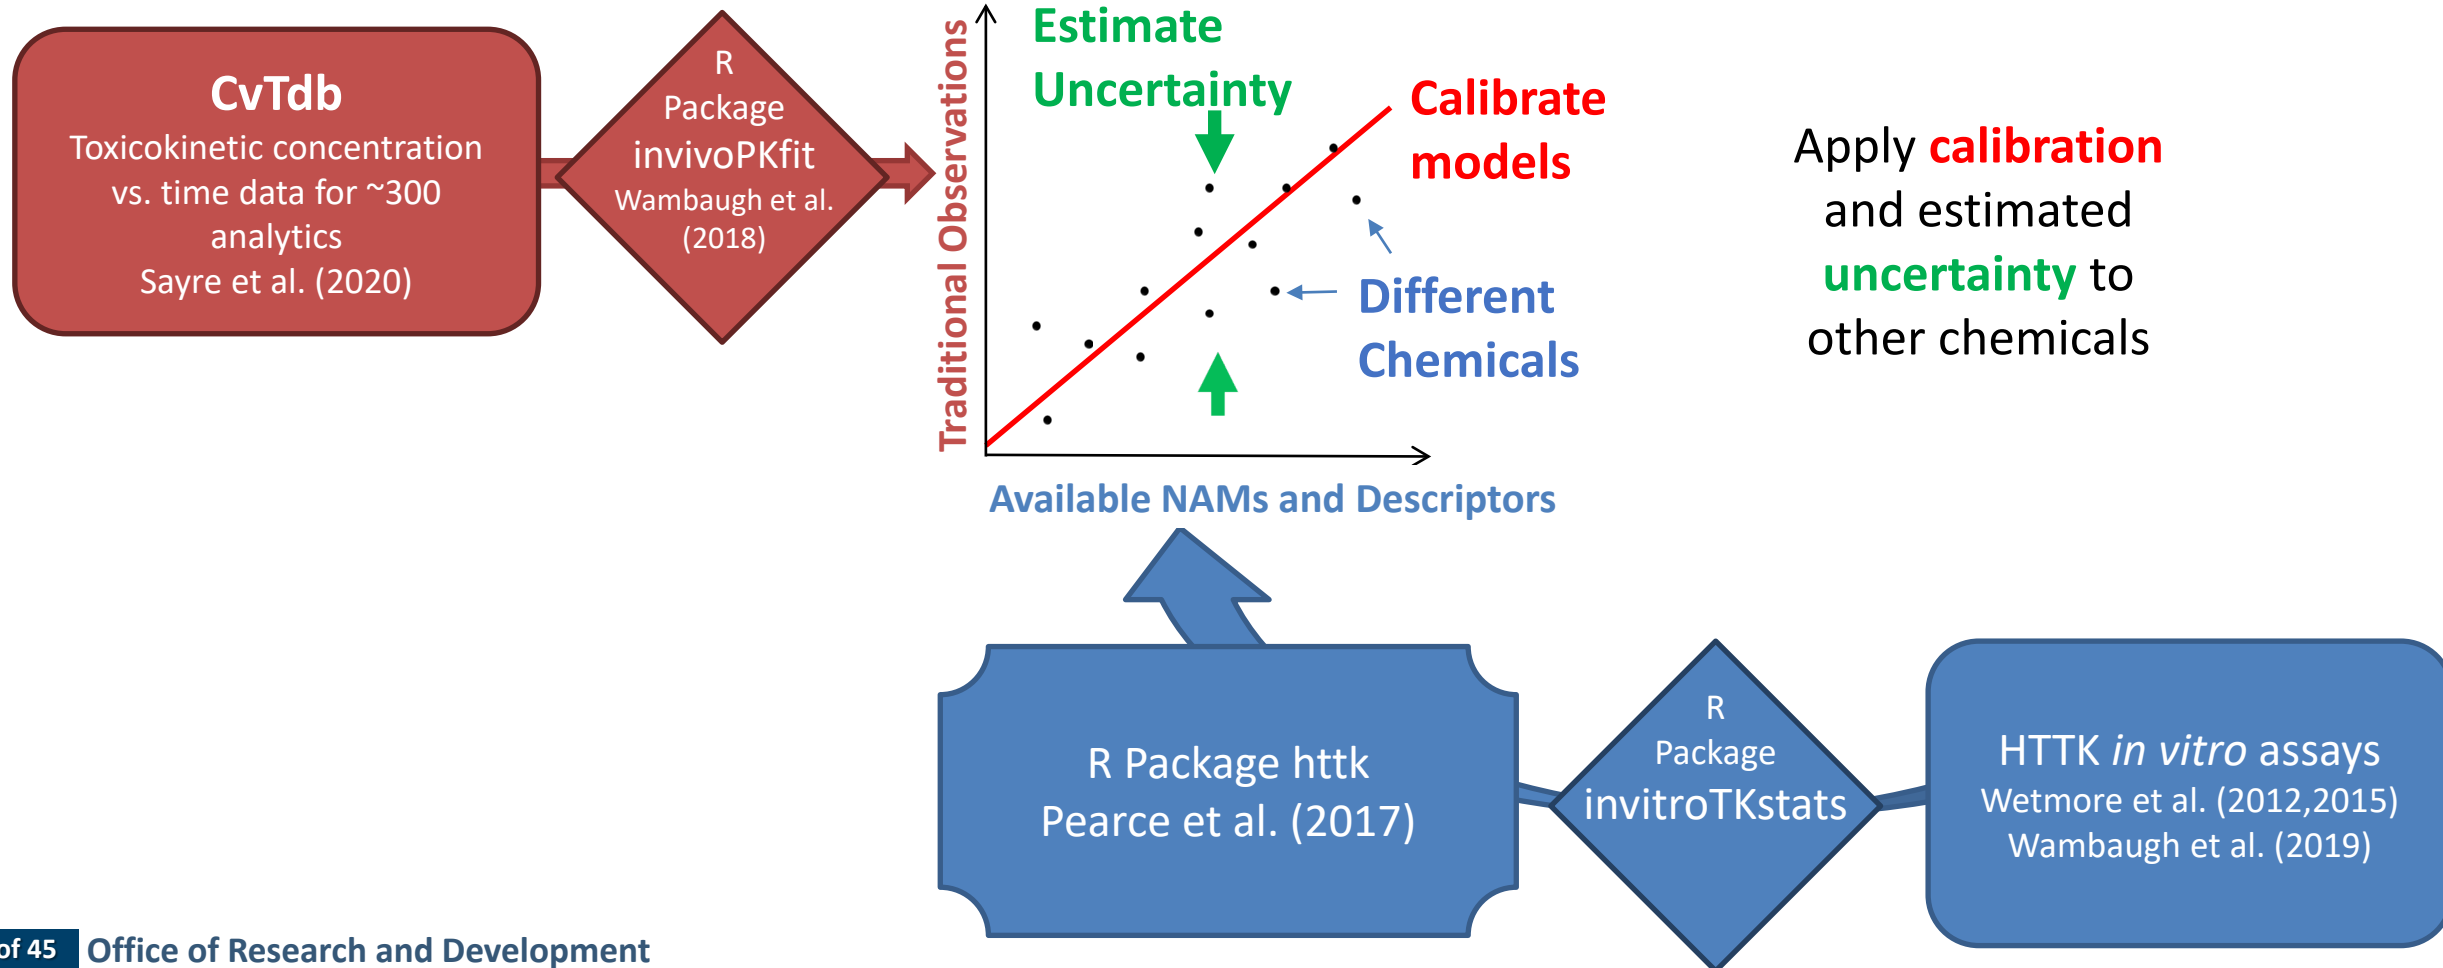 CvTdb
Toxicokinetic concentration
vs. time data for ~300
analytics
Sayre et al. (2020)
R
Package
invivoPKfit
Wambaugh et al.
(2018)
Traditional Observations
Estimate
Uncertainty
Calibrate
models
Different
Chemicals
Available NAMs and Descriptors
Apply calibration
and estimated
uncertainty to
other chemicals
R Package httk
Pearce et al. (2017)
R
Package
invitroTKstats
HTTK in vitro assays
Wetmore et al. (2012,2015)
Wambaugh et al. (2019)
of 45 Office of Research and Development